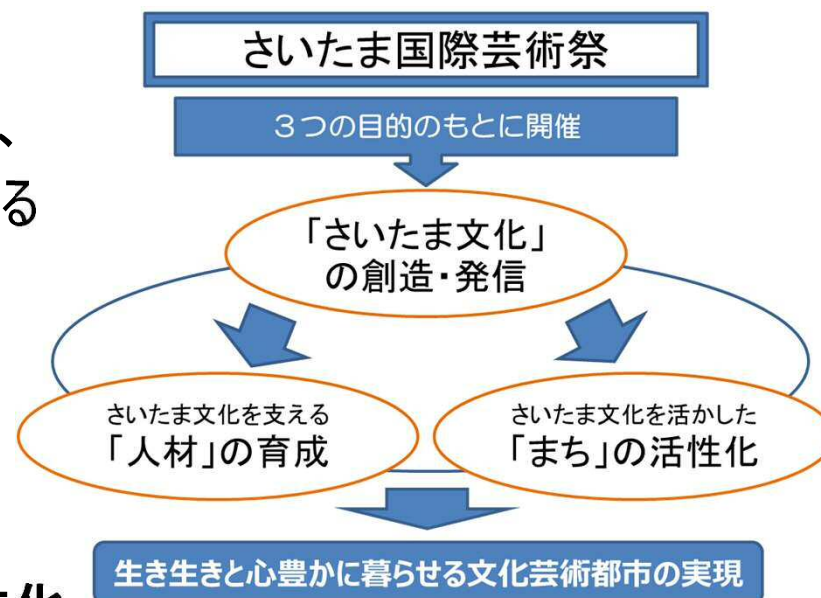 さいたま国際芸術祭
３つの目的のもとに開催
、
る
「さいたま文化」
の創造・発信
さいたま文化を支える
「人材」の育成
さいたま文化を活かした
「まち」の活性化
生き生きと心豊かに暮らせる文化芸術都市の実現
化